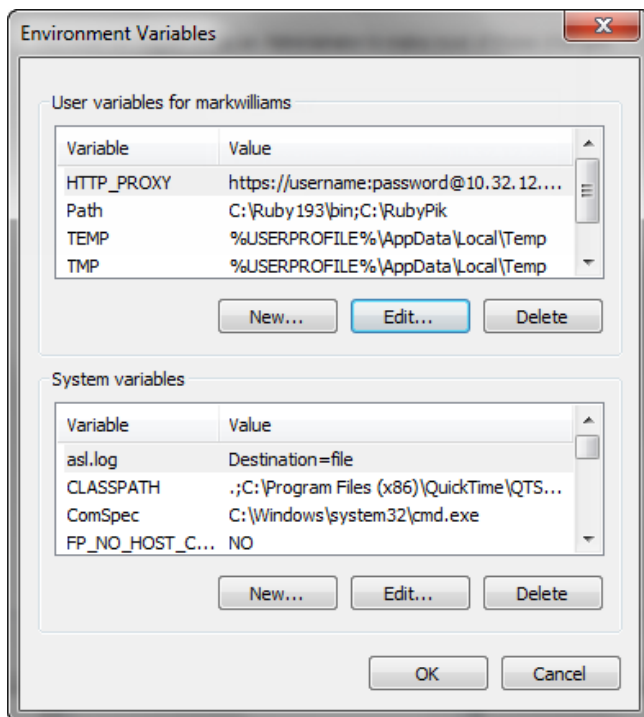 Environment Variables
User variables for markwilliams
Variable Value
HTTP_PROXY https://username:password@10.32.12....
Path C:\Ruby193\bin;C:\RubyPik
TEMP %USERPROFILE%\AppData\Local\Temp
TMP %USERPROFILE%\AppData\Local\Temp
New... Edit... Delete
System variables
Variable Value
asl.log Destination=file
CLASSPATH .;C:\Program Files (x86)\QuickTime\QTS...
ComSpec C:\Windows\system32\cmd.exe
FP_NO_HOST_C... NO
New... Edit... Delete
OK Cancel